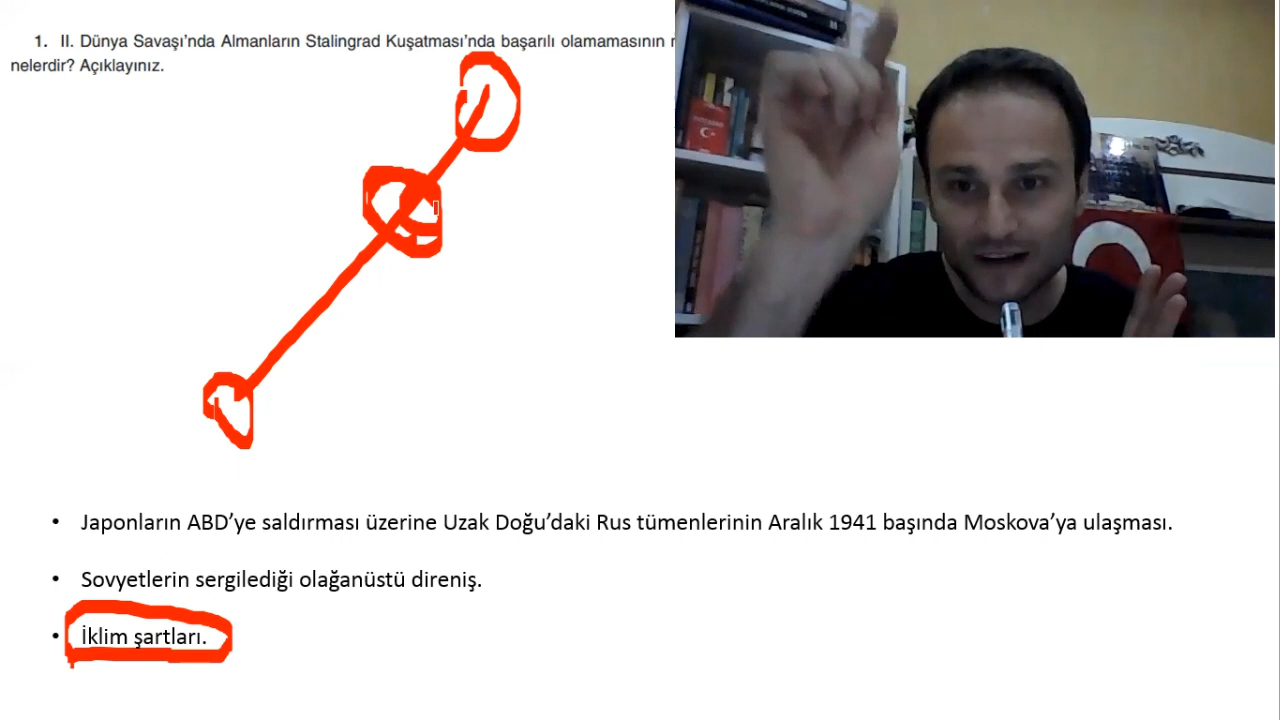 1. II. Dünya Savaşı’nda Almanların Stalingrad Kuşatması’nda başarılı olamamasının
nelerdir? Açıklayınız.
• Japonların ABD’ye saldırması üzerine Uzak Doğu’daki Rus tümenlerinin Aralık 1941 başında Moskova’ya ulaşması.
• Sovyetlerin sergilediği olağanüstü direniş.
• İklim şartları.